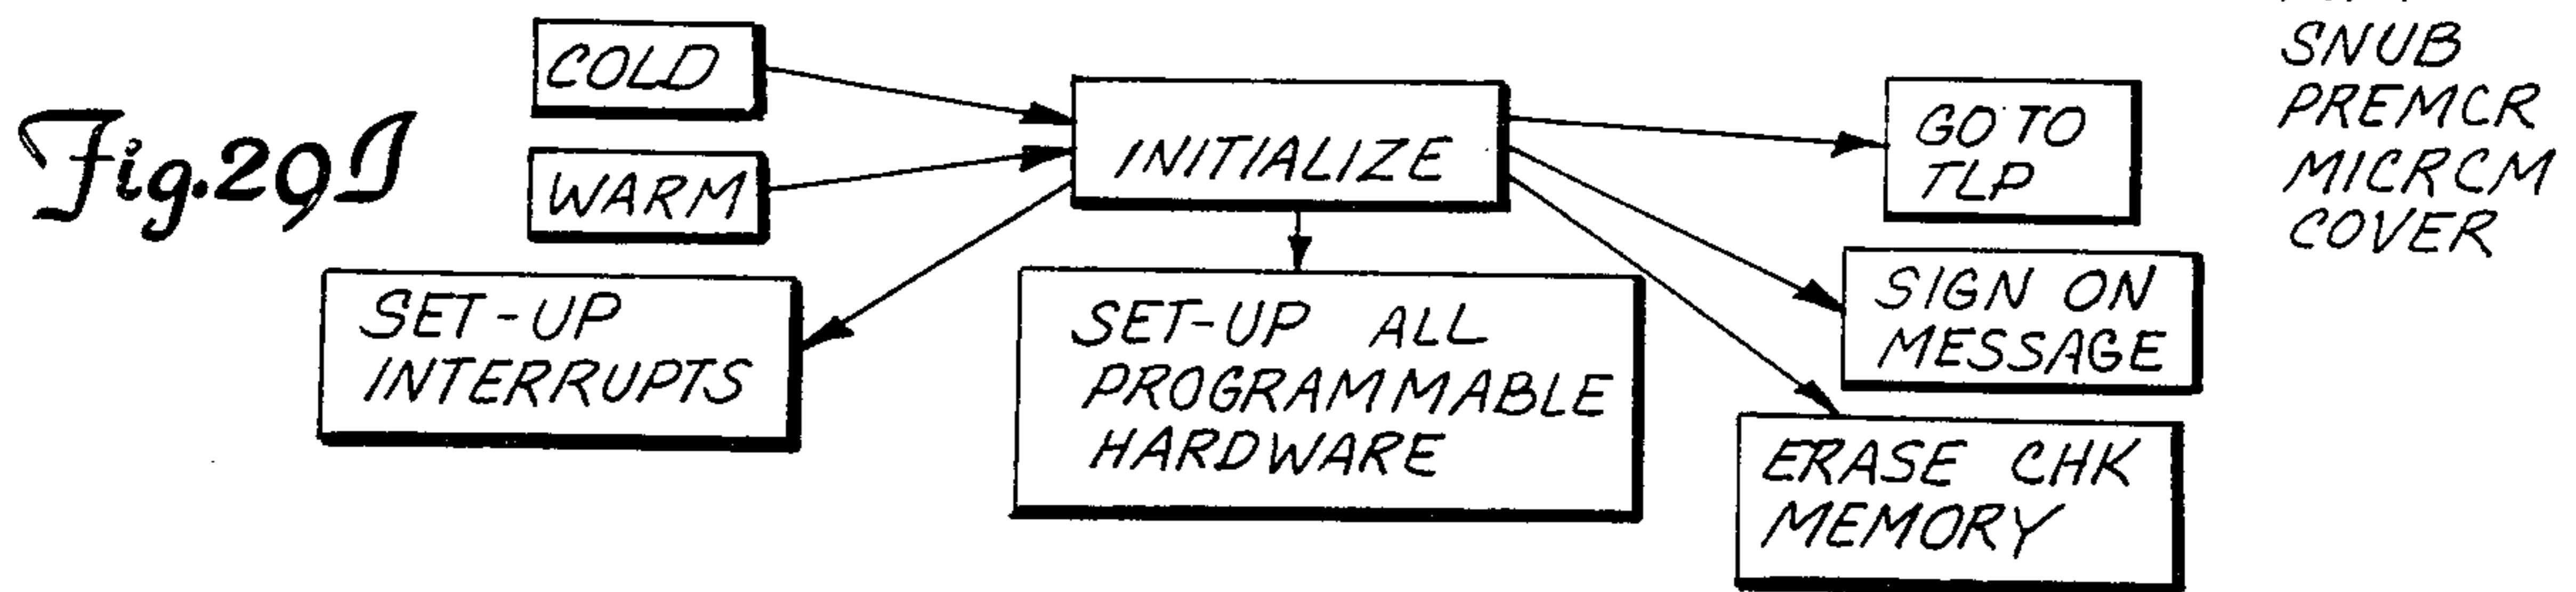 Fig. 29I
COLD
WARM
INITIALIZE
SET-UP
INTERRUPTS
SET-UP ALL
PROGRAMMABLE
HARDWARE
GO TO
TLP
SIGN ON
MESSAGE
ERASE CHK
MEMORY
SNUB
PREMCR
MICRCM
COVER